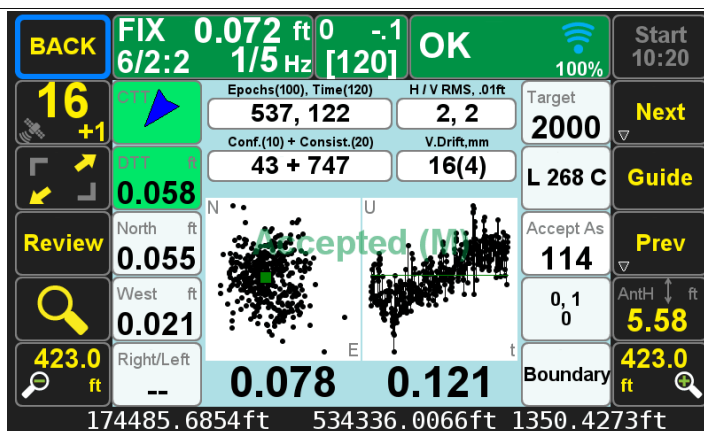 BACK
FIX 0.072 ft
6/2:2 1/5 Hz
0 -.1
[120]
OK
100%
Start
10:20
16
+1
CTT
Epochs(100), Time(120)
537, 122
H / V RMS, .01ft
2, 2
Target
2000
Next
Conf.(10) + Consist.(20)
43 + 747
V.Drift,mm
16(4)
DTT ft
0.058
L 268 C
Guide
Review
North ft
0.055
N
U
Accepted (M)
Accept As
114
Prev
West ft
0.021
0, 1
0
AntH ft
5.58
E
t
423.0
ft
Right/Left
--
0.078
0.121
Boundary
423.0
ft
174485.6854ft 534336.0066ft 1350.4273ft